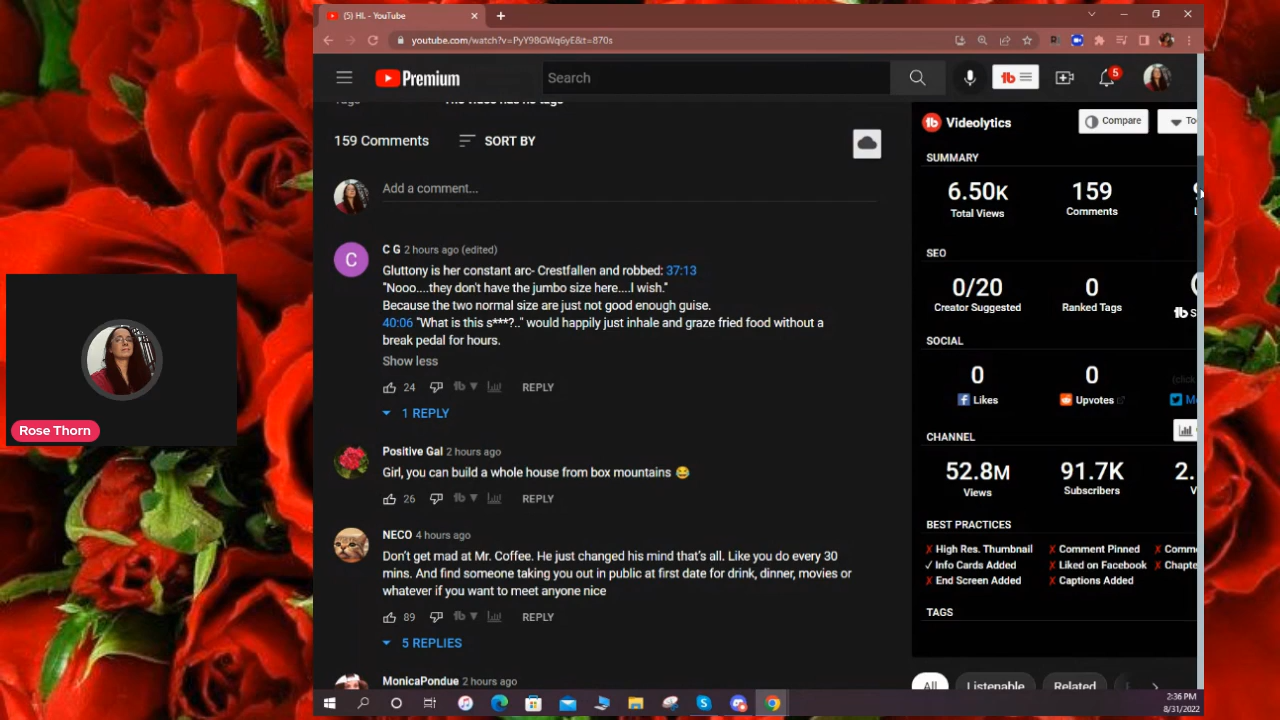 (5) HI. - YouTube
youtube.com/watch?v=PyY98GWq6yE&t=870s
Premium
Search
5
The video has no tags
159 Comments
SORT BY
Add a comment...
C
C G 2 hours ago (edited)
Gluttony is her constant arc- Crestfallen and robbed: 37:13
"Nooo....they don't have the jumbo size here....I wish."
Because the two normal size are just not good enough guise.
40:06 "What is this s***?.." would happily just inhale and graze fried food without a
break pedal for hours.
Show less
24
REPLY
1 REPLY
Positive Gal 2 hours ago
Girl, you can build a whole house from box mountains 😂
26
REPLY
NECO 4 hours ago
Don't get mad at Mr. Coffee. He just changed his mind that's all. Like you do every 30
mins. And find someone taking you out in public at first date for drink, dinner, movies or
whatever if you want to meet anyone nice
89
REPLY
5 REPLIES
MonicaPondue 2 hours ago
Rose Thorn
Videolytics
Compare
To
SUMMARY
6.50K
159
Total Views
Comments
SEO
0/20
0
Creator Suggested
Ranked Tags
SOCIAL
0
0
Likes
Upvotes
CHANNEL
52.8M
91.7K
2.
Views
Subscribers
V
BEST PRACTICES
✗ High Res. Thumbnail
✗ Comment Pinned
✗ Comm
✓ Info Cards Added
✗ Liked on Facebook
✗ Chapte
✗ End Screen Added
✗ Captions Added
TAGS
All
Listenable
Related
2:36 PM
8/31/2022